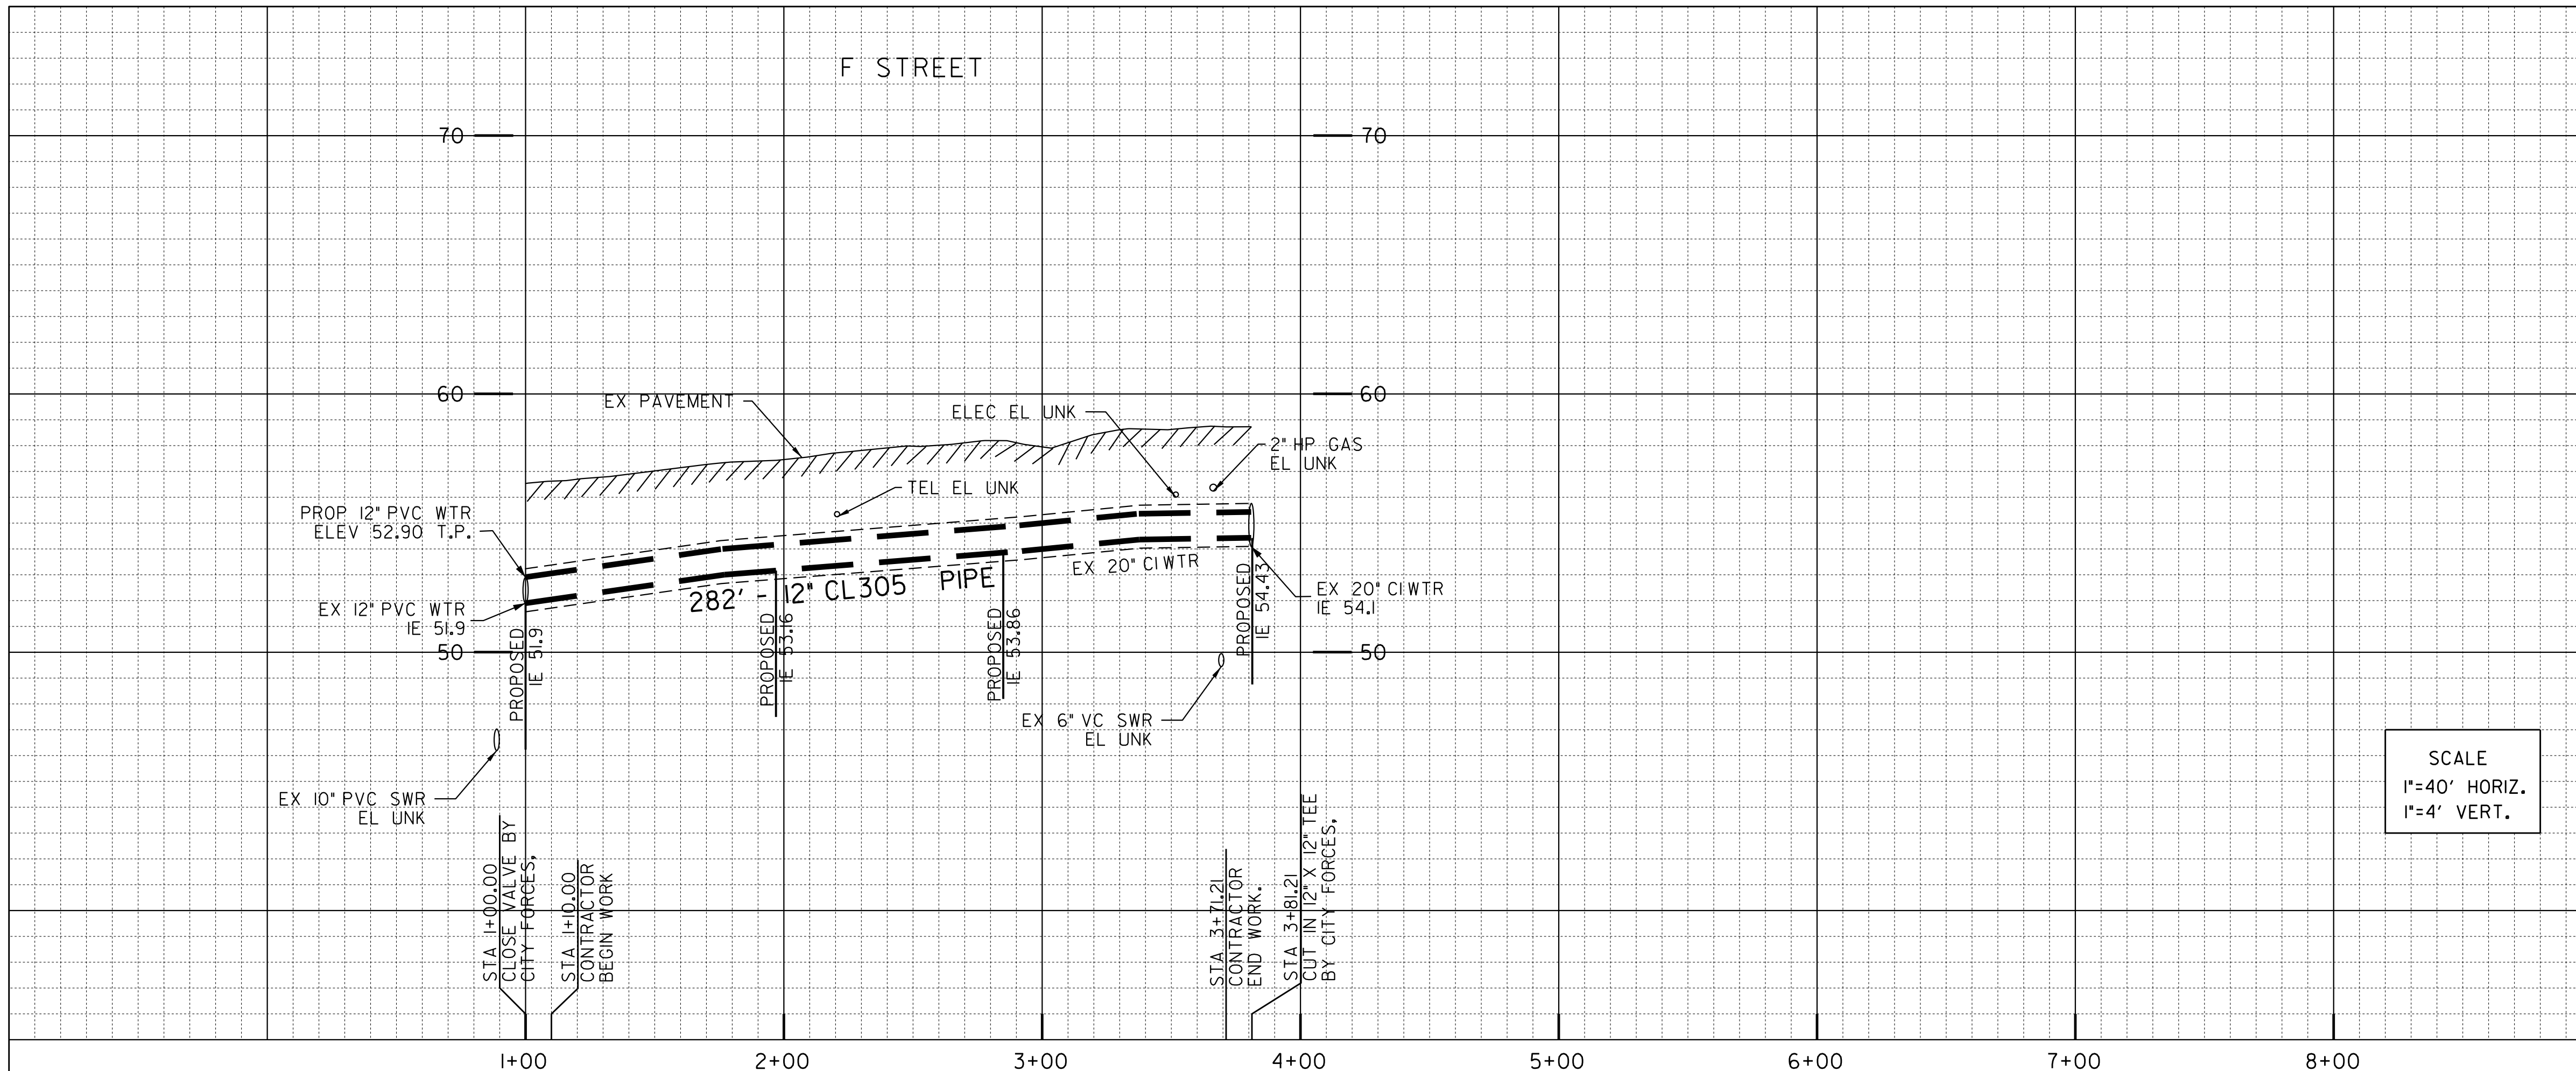 F STREET
70
70
60
60
EX PAVEMENT
ELEC EL UNK
2" HP GAS
EL UNK
TEL EL UNK
PROP 12" PVC WTR
ELEV 52.90 T.P.
EX 12" PVC WTR
IE 51.9
282' - 12" CL305 PIPE
EX 20" CI WTR
EX 20" CI WTR
IE 54.1
50
50
PROPOSED
IE 51.9
PROPOSED
IE 53.16
PROPOSED
IE 53.86
PROPOSED
IE 54.43
EX 6" VC SWR
EL UNK
EX 10" PVC SWR
EL UNK
SCALE
1"=40' HORIZ.
1"=4' VERT.
STA 1+00.00
CLOSE VALVE BY
CITY FORCES,
STA 1+10.00
CONTRACTOR
BEGIN WORK
STA 3+71.21
CONTRACTOR
END WORK.
STA 3+81.21
CUT IN 12" X 12" TEE
BY CITY FORCES,
1+00
2+00
3+00
4+00
5+00
6+00
7+00
8+00